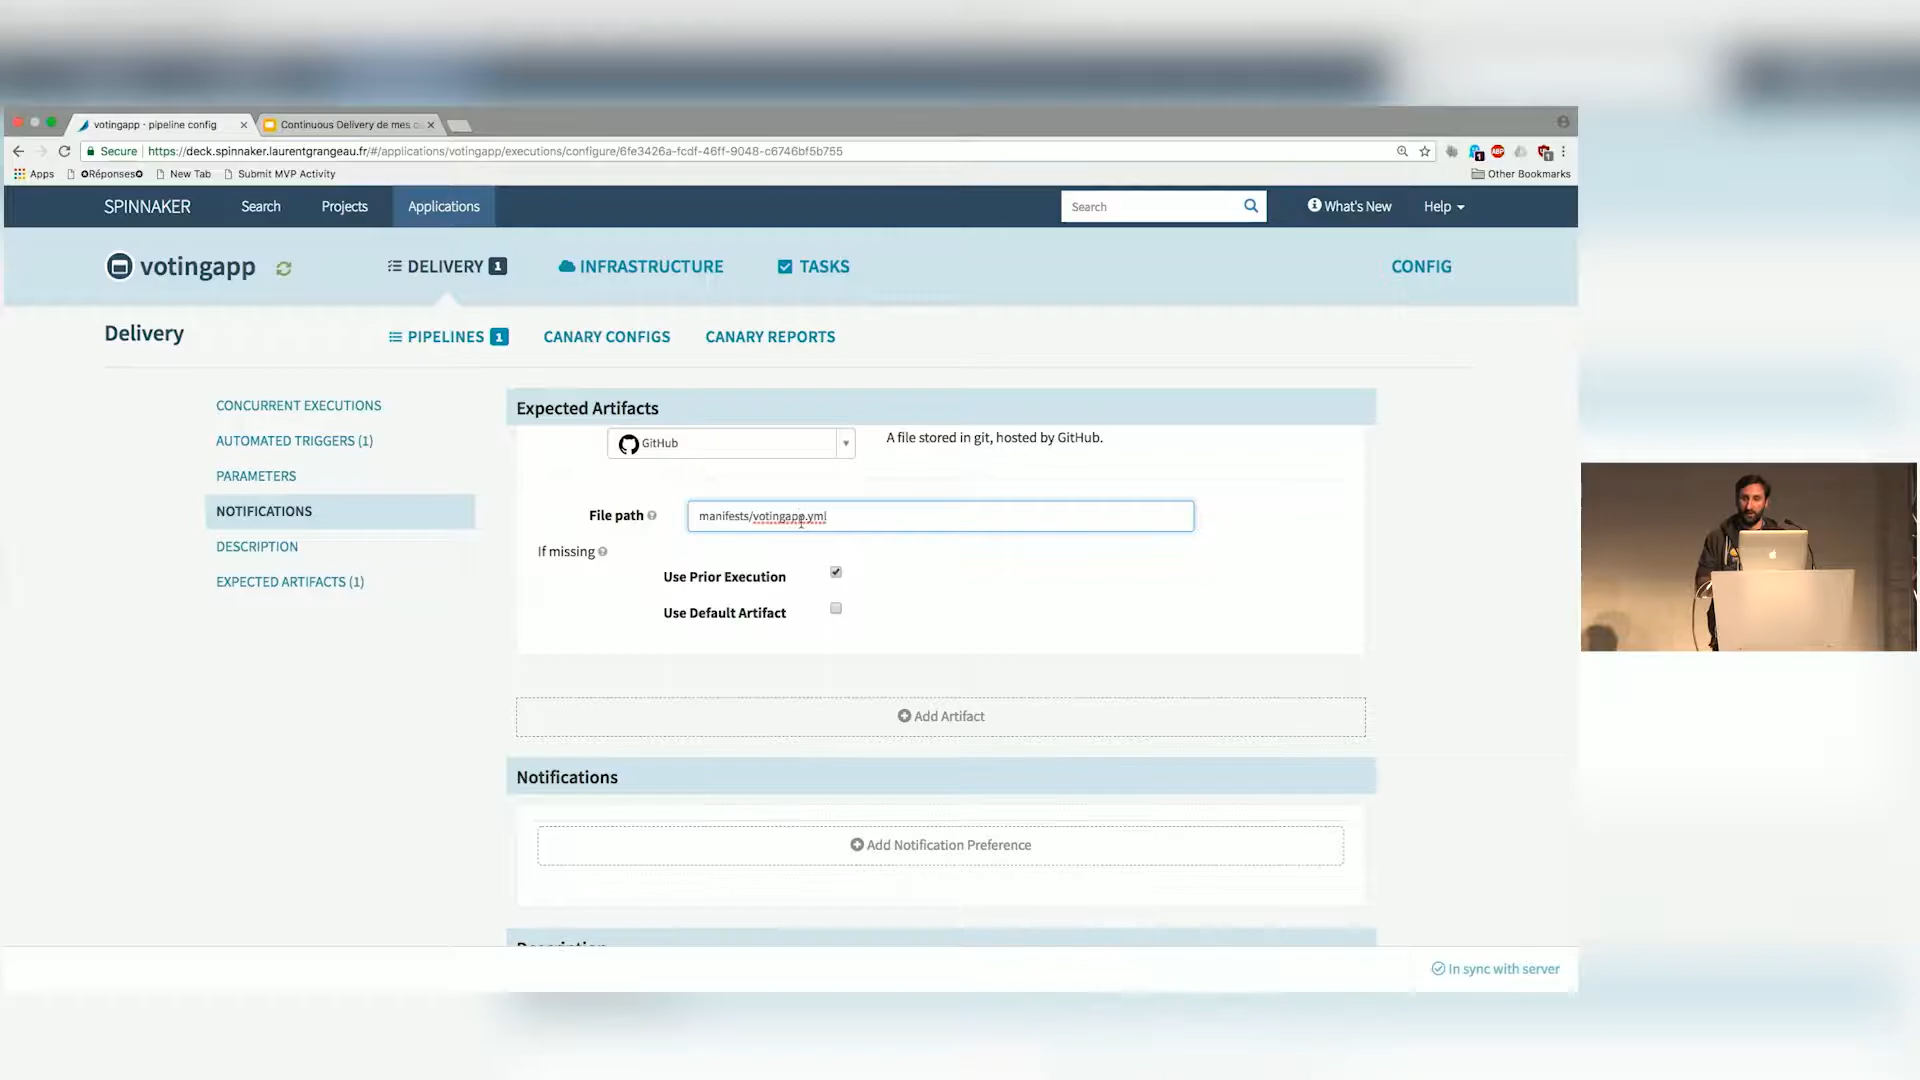 votingapp - pipeline config
Continuous Delivery de mes c
Secure https://deck.spinnaker.laurentgrangeau.fr/#/applications/votingapp/executions/configure/6fe3426a-fcdf-46ff-9048-c6746bf5b755
Apps Réponses New Tab Submit MVP Activity Other Bookmarks
SPINNAKER Search Projects Applications Search What's New Help
votingapp DELIVERY 1 INFRASTRUCTURE TASKS CONFIG
Delivery PIPELINES 1 CANARY CONFIGS CANARY REPORTS
CONCURRENT EXECUTIONS
AUTOMATED TRIGGERS (1)
PARAMETERS
NOTIFICATIONS
DESCRIPTION
EXPECTED ARTIFACTS (1)
Expected Artifacts
GitHub A file stored in git, hosted by GitHub.
File path manifests/votingapp.yml
If missing
Use Prior Execution
Use Default Artifact
Add Artifact
Notifications
Add Notification Preference
Description
In sync with server